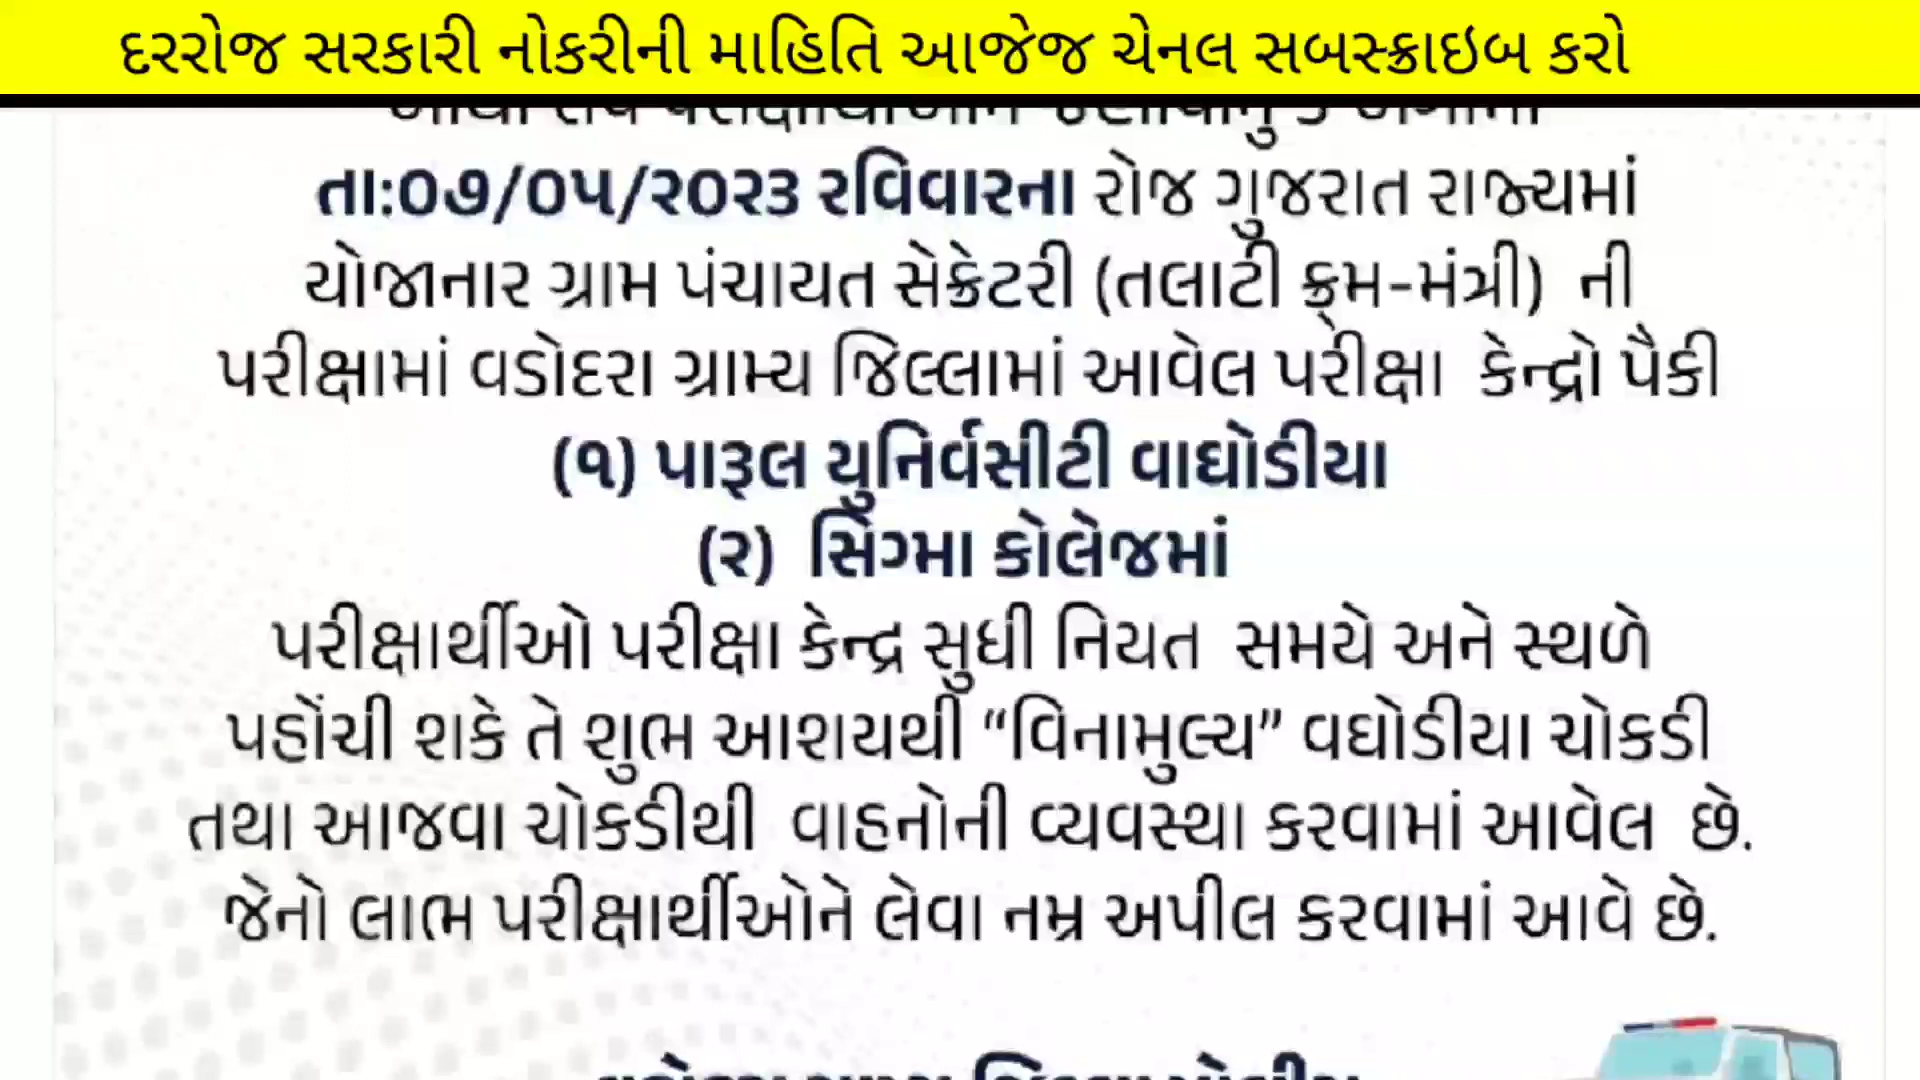 દરરોજ સરકારી નોકરીની માહિતિ આજેજ ચેનલ સબસ્ક્રાઇબ કરો
તા:૦૭/૦૫/૨૦૨૩ રવિવારના રોજ ગુજરાત રાજ્યમાં
યોજાનાર ગ્રામ પંચાયત સેક્રેટરી (તલાટી ક્ર્મ-મંત્રી) ની
પરીક્ષામાં વડોદરા ગ્રામ્ય જિલ્લામાં આવેલ પરીક્ષા કેન્દ્રો પૈકી
(૧) પારૂલ યુનિર્વસીટી વાઘોડીયા
(૨) સિગ્મા કોલેજમાં
પરીક્ષાર્થીઓ પરીક્ષા કેન્દ્ર સુધી નિયત સમયે અને સ્થળે
પહોંચી શકે તે શુભ આશયથી “વિનામુલ્ય” વઘોડીયા ચોકડી
તથા આજવા ચોકડીથી વાહનોની વ્યવસ્થા કરવામાં આવેલ છે.
જેનો લાભ પરીક્ષાર્થીઓને લેવા નમ્ર અપીલ કરવામાં આવે છે.